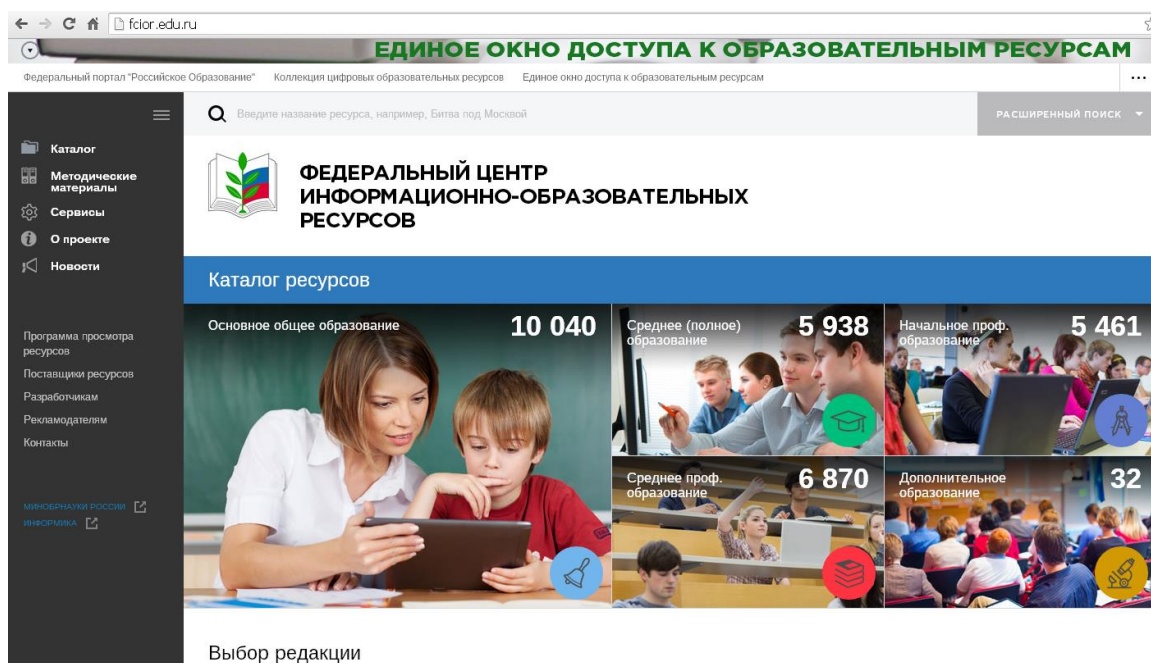 fcior.edu.ru
ЕДИНОЕ ОКНО ДОСТУПА К ОБРАЗОВАТЕЛЬНЫМ РЕСУРСАМ
Федеральный портал "Российское Образование" Коллекция цифровых образовательных ресурсов Единое окно доступа к образовательным ресурсам
Введите название ресурса, например, Битва под Москвой
РАСШИРЕННЫЙ ПОИСК
Каталог
Методические
материалы
Сервисы
О проекте
Новости
Программа просмотра
ресурсов
Поставщики ресурсов
Разработчикам
Рекламодателям
Контакты
МИНОБРНАУКИ РОССИИ
ИНФОРМИКА
ФЕДЕРАЛЬНЫЙ ЦЕНТР
ИНФОРМАЦИОННО-ОБРАЗОВАТЕЛЬНЫХ
РЕСУРСОВ
Каталог ресурсов
Основное общее образование 10 040
Среднее (полное)
образование
5 938
Начальное проф.
образование
5 461
Среднее проф.
образование
6 870
Дополнительное
образование
32
Выбор редакции